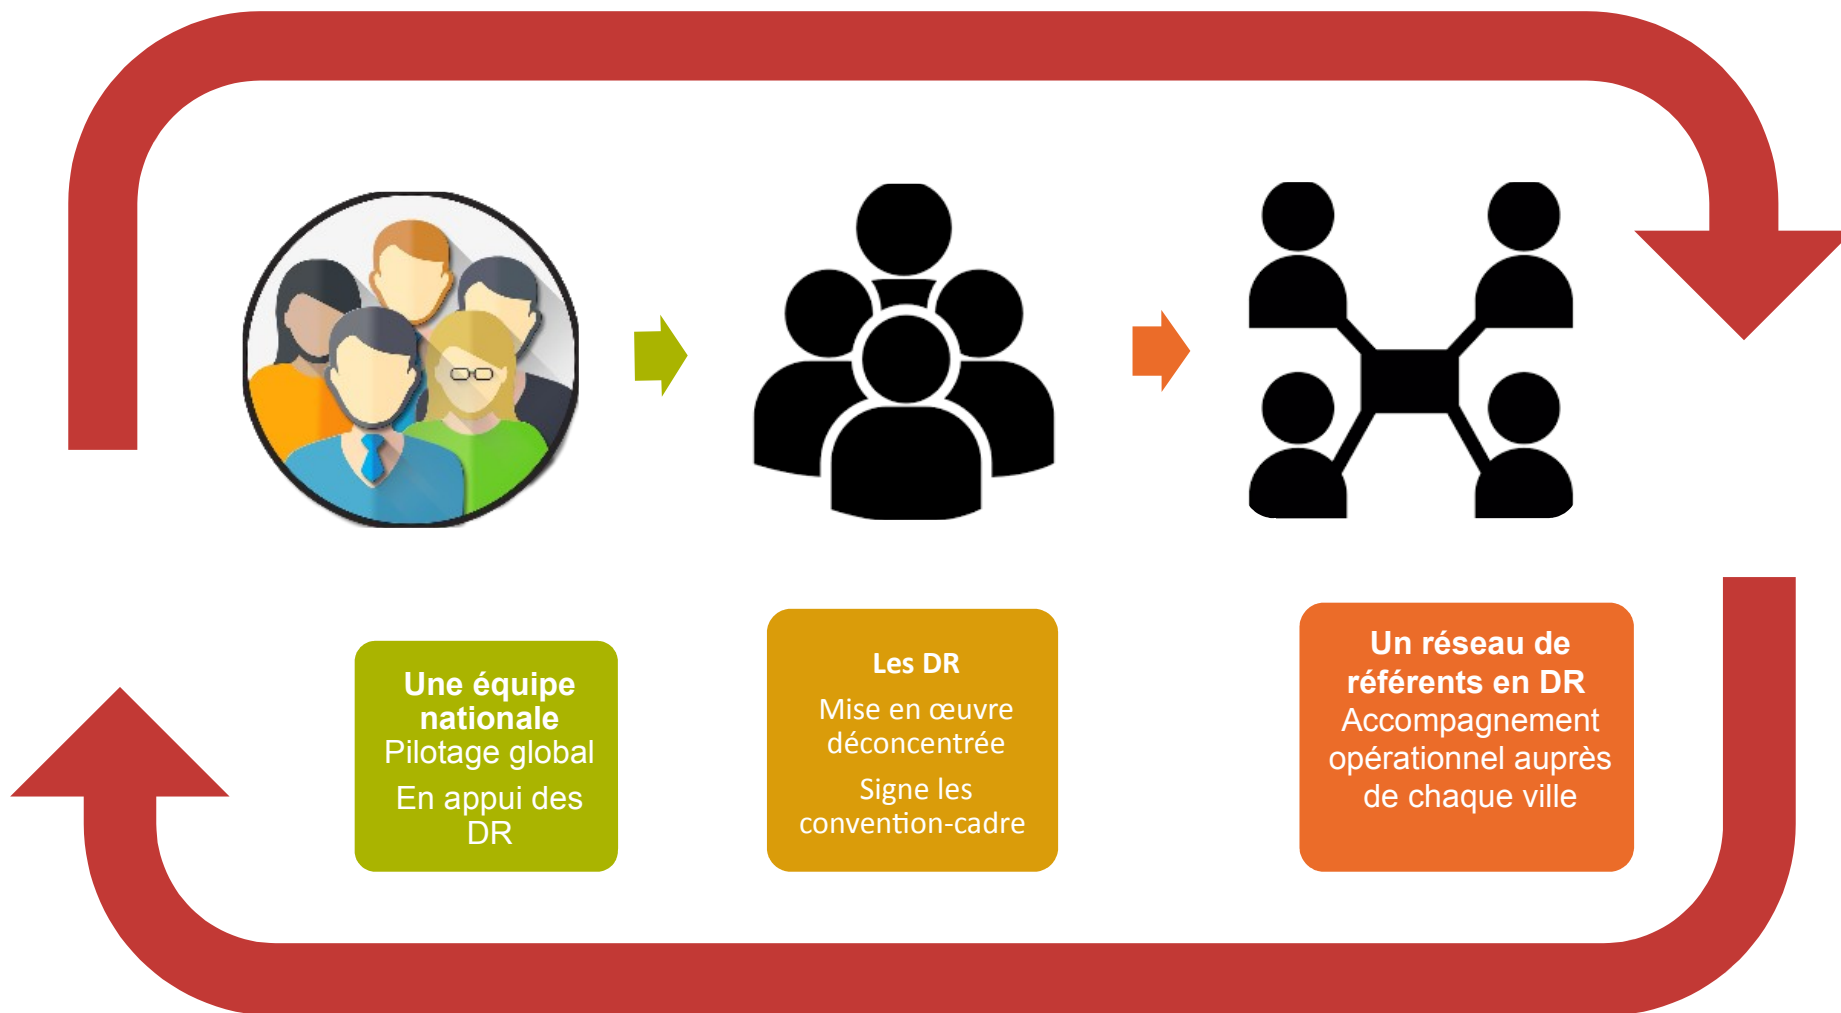 Une équipe
nationale
Pilotage global
En appui des
DR
Les DR
Mise en œuvre
déconcentrée
Signe les
convention-cadre
Un réseau de
référents en DR
Accompagnement
opérationnel auprès
de chaque ville